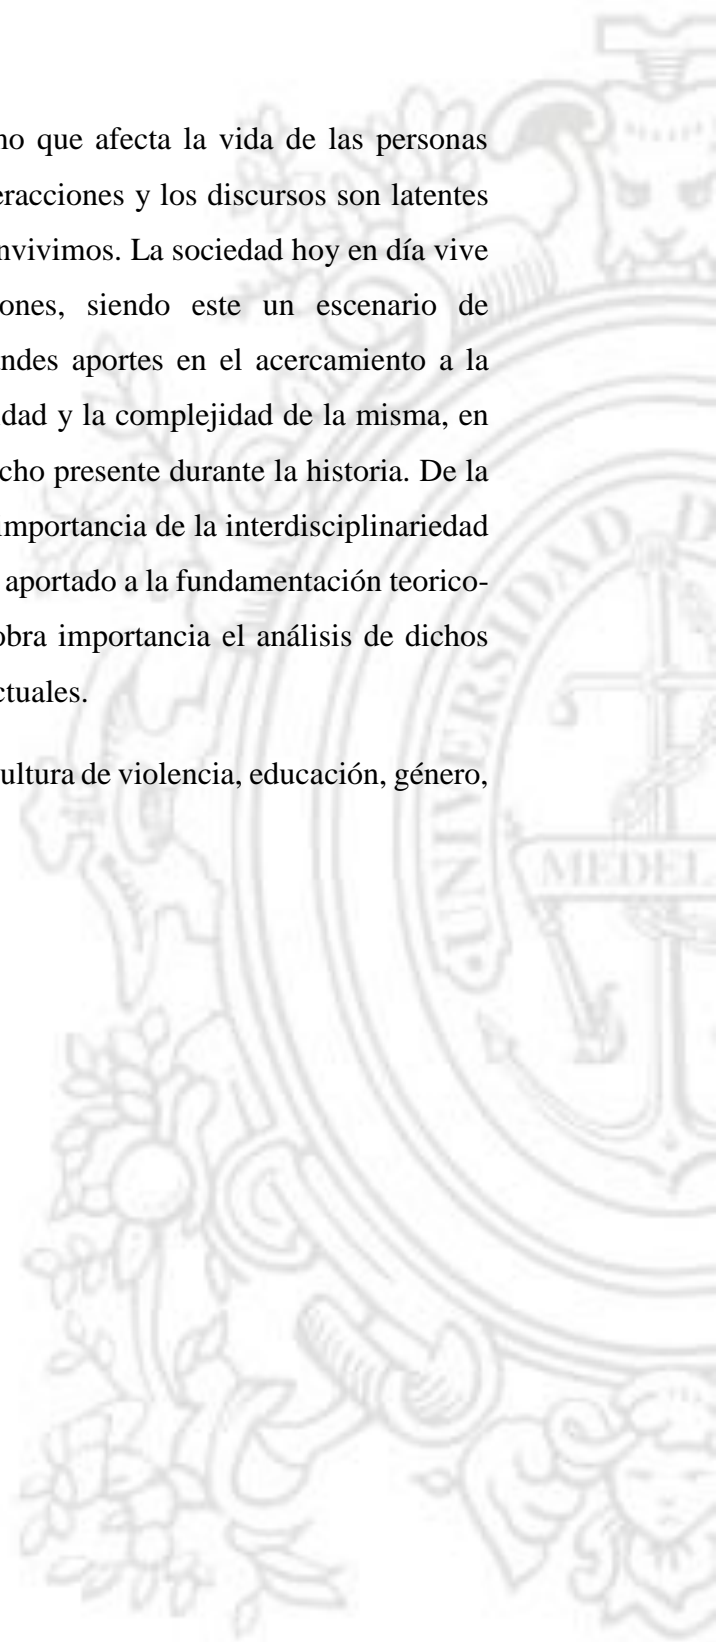 no que afecta la vida de las personas
eracciones y los discursos son latentes
nvivimos. La sociedad hoy en día vive
ones, siendo este un escenario de
andes aportes en el acercamiento a la
dad y la complejidad de la misma, en
cho presente durante la historia. De la
importancia de la interdisciplinariedad
aportado a la fundamentación teorico-
obra importancia el análisis de dichos
ctuales.
ultura de violencia, educación, género,
UNIVERSIDAD D
MEDEL